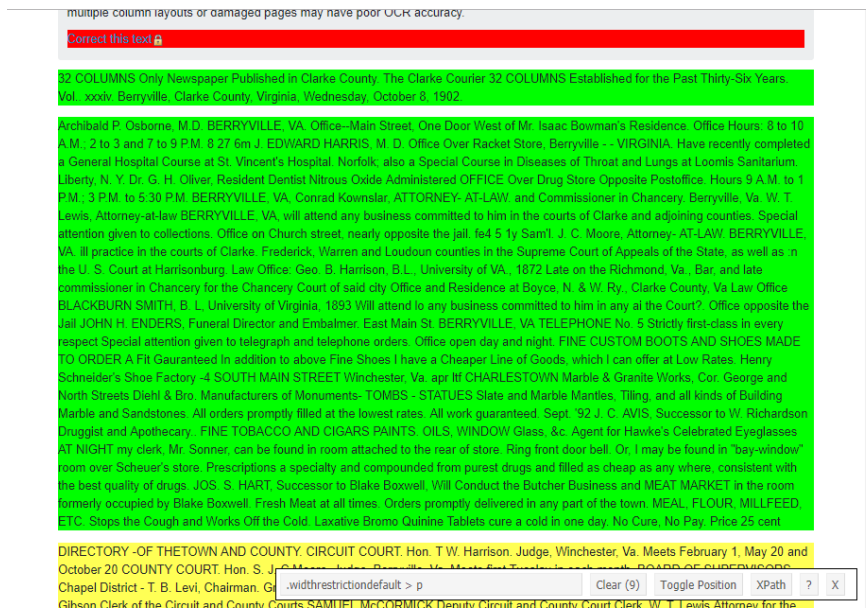 multiple column layouts or damaged pages may have poor OCR accuracy.
Correct this text
32 COLUMNS Only Newspaper Published in Clarke County. The Clarke Courier 32 COLUMNS Established for the Past Thirty-Six Years.
Vol.. xxxiv. Berryville, Clarke County, Virginia, Wednesday, October 8, 1902.
Archibald P. Osborne, M.D. BERRYVILLE, VA. Office--Main Street, One Door West of Mr. Isaac Bowman's Residence. Office Hours: 8 to 10
A.M.; 2 to 3 and 7 to 9 P.M. 8 27 6m J. EDWARD HARRIS, M. D. Office Over Racket Store, Berryville - - VIRGINIA. Have recently completed
a General Hospital Course at St. Vincent's Hospital. Norfolk; also a Special Course in Diseases of Throat and Lungs at Loomis Sanitarium.
Liberty, N. Y. Dr. G. H. Oliver, Resident Dentist Nitrous Oxide Administered OFFICE Over Drug Store Opposite Postoffice. Hours 9 A.M. to 1
P.M.; 3 P.M. to 5:30 P.M. BERRYVILLE, VA, Conrad Kownslar, ATTORNEY- AT-LAW. and Commissioner in Chancery. Berryville, Va. W. T.
Lewis, Attorney-at-law BERRYVILLE, VA, will attend any business committed to him in the courts of Clarke and adjoining counties. Special
attention given to collections. Office on Church street, nearly opposite the jail. fe4 5 1y Sam'l. J. C. Moore, Attorney- AT-LAW. BERRYVILLE,
VA. ill practice in the courts of Clarke. Frederick, Warren and Loudoun counties in the Supreme Court of Appeals of the State, as well as :n
the U. S. Court at Harrisonburg. Law Office: Geo. B. Harrison, B.L., University of VA., 1872 Late on the Richmond, Va., Bar, and late
commissioner in Chancery for the Chancery Court of said city Office and Residence at Boyce, N. & W. Ry., Clarke County, Va Law Office
BLACKBURN SMITH, B. L, University of Virginia, 1893 Will attend lo any business committed to him in any ai the Court?. Office opposite the
Jail JOHN H. ENDERS, Funeral Director and Embalmer. East Main St. BERRYVILLE, VA TELEPHONE No. 5 Strictly first-class in every
respect Special attention given to telegraph and telephone orders. Office open day and night. FINE CUSTOM BOOTS AND SHOES MADE
TO ORDER A Fit Gauranteed In addition to above Fine Shoes I have a Cheaper Line of Goods, which I can offer at Low Rates. Henry
Schneider's Shoe Factory -4 SOUTH MAIN STREET Winchester, Va. apr ltf CHARLESTOWN Marble & Granite Works, Cor. George and
North Streets Diehl & Bro. Manufacturers of Monuments- TOMBS - STATUES Slate and Marble Mantles, Tiling, and all kinds of Building
Marble and Sandstones. All orders promptly filled at the lowest rates. All work guaranteed. Sept. '92 J. C. AVIS, Successor to W. Richardson
Druggist and Apothecary.. FINE TOBACCO AND CIGARS PAINTS. OILS, WINDOW Glass, &c. Agent for Hawke's Celebrated Eyeglasses
AT NIGHT my clerk, Mr. Sonner, can be found in room attached to the rear of store. Ring front door bell. Or, I may be found in "bay-window"
room over Scheuer's store. Prescriptions a specialty and compounded from purest drugs and filled as cheap as any where, consistent with
the best quality of drugs. JOS. S. HART, Successor to Blake Boxwell, Will Conduct the Butcher Business and MEAT MARKET in the room
formerly occupied by Blake Boxwell. Fresh Meat at all times. Orders promptly delivered in any part of the town. MEAL, FLOUR, MILLFEED,
ETC. Stops the Cough and Works Off the Cold. Laxative Bromo Quinine Tablets cure a cold in one day. No Cure, No Pay. Price 25 cent
DIRECTORY -OF THETOWN AND COUNTY. CIRCUIT COURT. Hon. T W. Harrison. Judge, Winchester, Va. Meets February 1, May 20 and
October 20 COUNTY COURT. Hon. S. J.
Chapel District - T. B. Levi, Chairman.
.widthrestrictiondefault > p Clear (9) Toggle Position XPath ? X
Gibson Clerk of the Circuit and County Courts SAMUEL McCORMICK Deputy Circuit and County Court Clerk. W. T. Lewis Attorney for the